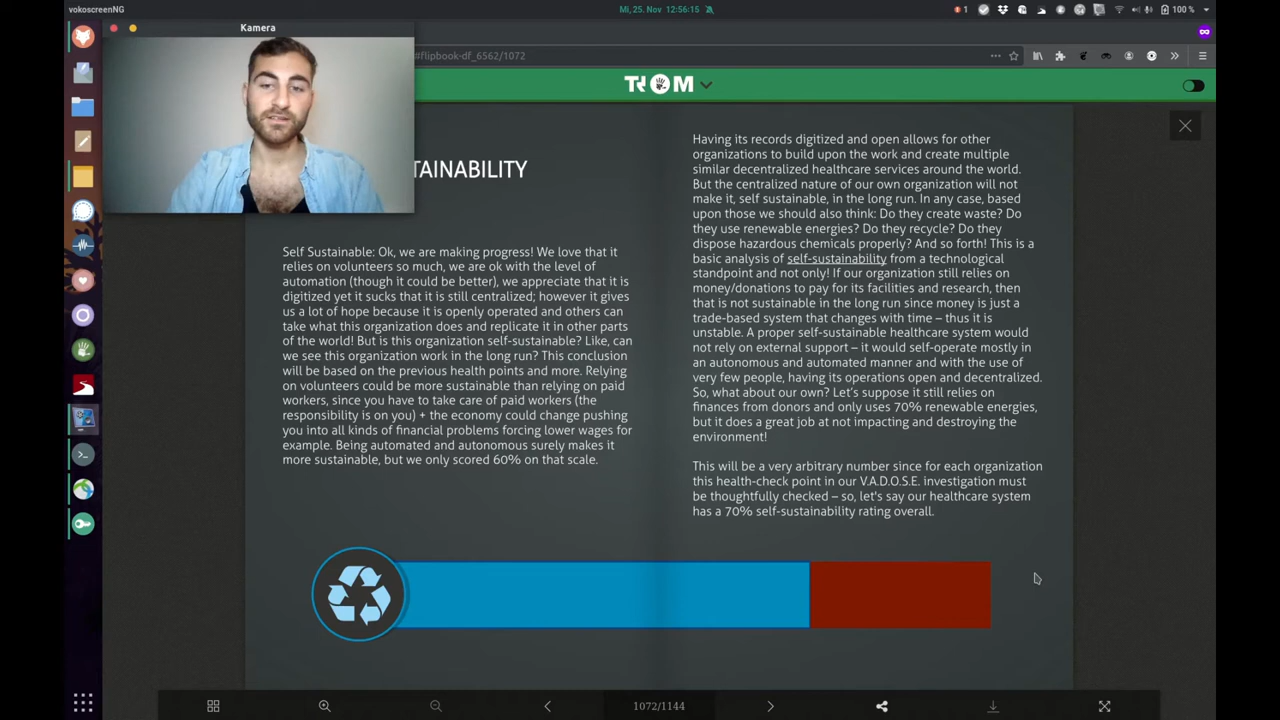 vokoscreenNG
Mi, 25. Nov 12:56:15
1
100 %
Kamera
#flipbook-df_6562/1072
TROM
TAINABILITY
Self Sustainable: Ok, we are making progress! We love that it
relies on volunteers so much, we are ok with the level of
automation (though it could be better), we appreciate that it is
digitized yet it sucks that it is still centralized; however it gives
us a lot of hope because it is openly operated and others can
take what this organization does and replicate it in other parts
of the world! But is this organization self-sustainable? Like, can
we see this organization work in the long run? This conclusion
will be based on the previous health points and more. Relying
on volunteers could be more sustainable than relying on paid
workers, since you have to take care of paid workers (the
responsibility is on you) + the economy could change pushing
you into all kinds of financial problems forcing lower wages for
example. Being automated and autonomous surely makes it
more sustainable, but we only scored 60% on that scale.
Having its records digitized and open allows for other
organizations to build upon the work and create multiple
similar decentralized healthcare services around the world.
But the centralized nature of our own organization will not
make it, self sustainable, in the long run. In any case, based
upon those we should also think: Do they create waste? Do
they use renewable energies? Do they recycle? Do they
dispose hazardous chemicals properly? And so forth! This is a
basic analysis of self-sustainability from a technological
standpoint and not only! If our organization still relies on
money/donations to pay for its facilities and research, then
that is not sustainable in the long run since money is just a
trade-based system that changes with time – thus it is
unstable. A proper self-sustainable healthcare system would
not rely on external support – it would self-operate mostly in
an autonomous and automated manner and with the use of
very few people, having its operations open and decentralized.
So, what about our own? Let's suppose it still relies on
finances from donors and only uses 70% renewable energies,
but it does a great job at not impacting and destroying the
environment!
This will be a very arbitrary number since for each organization
this health-check point in our V.A.D.O.S.E. investigation must
be thoughtfully checked – so, let's say our healthcare system
has a 70% self-sustainability rating overall.
1072/1144